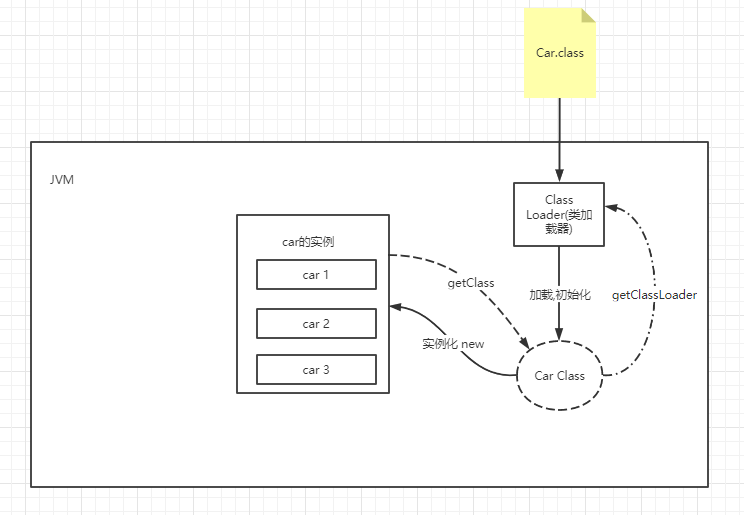 Car.class
JVM
Class
Loader(类加
载器)
car的实例
car 1
getClass
加载,初始化
getClassLoader
car 2
实例化 new
car 3
Car Class